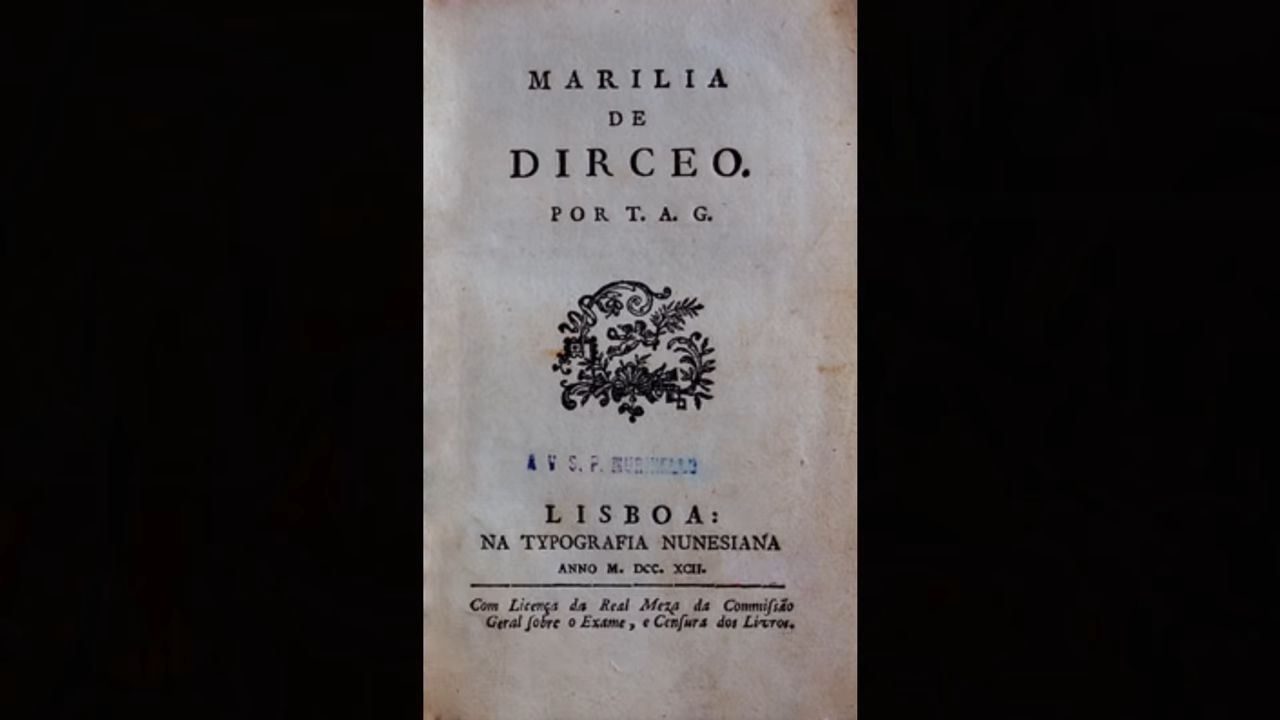 MARILIA
DE
DIRCEO.
POR T. A. G.
A V S. P.
LISBOA:
NA TYPOGRAFIA NUNESIANA
ANNO M. DCC. XCII.
Com Licença da Real Meza da Commiſsão
Geral ſobre o Exame, e Cenſura dos Livros.